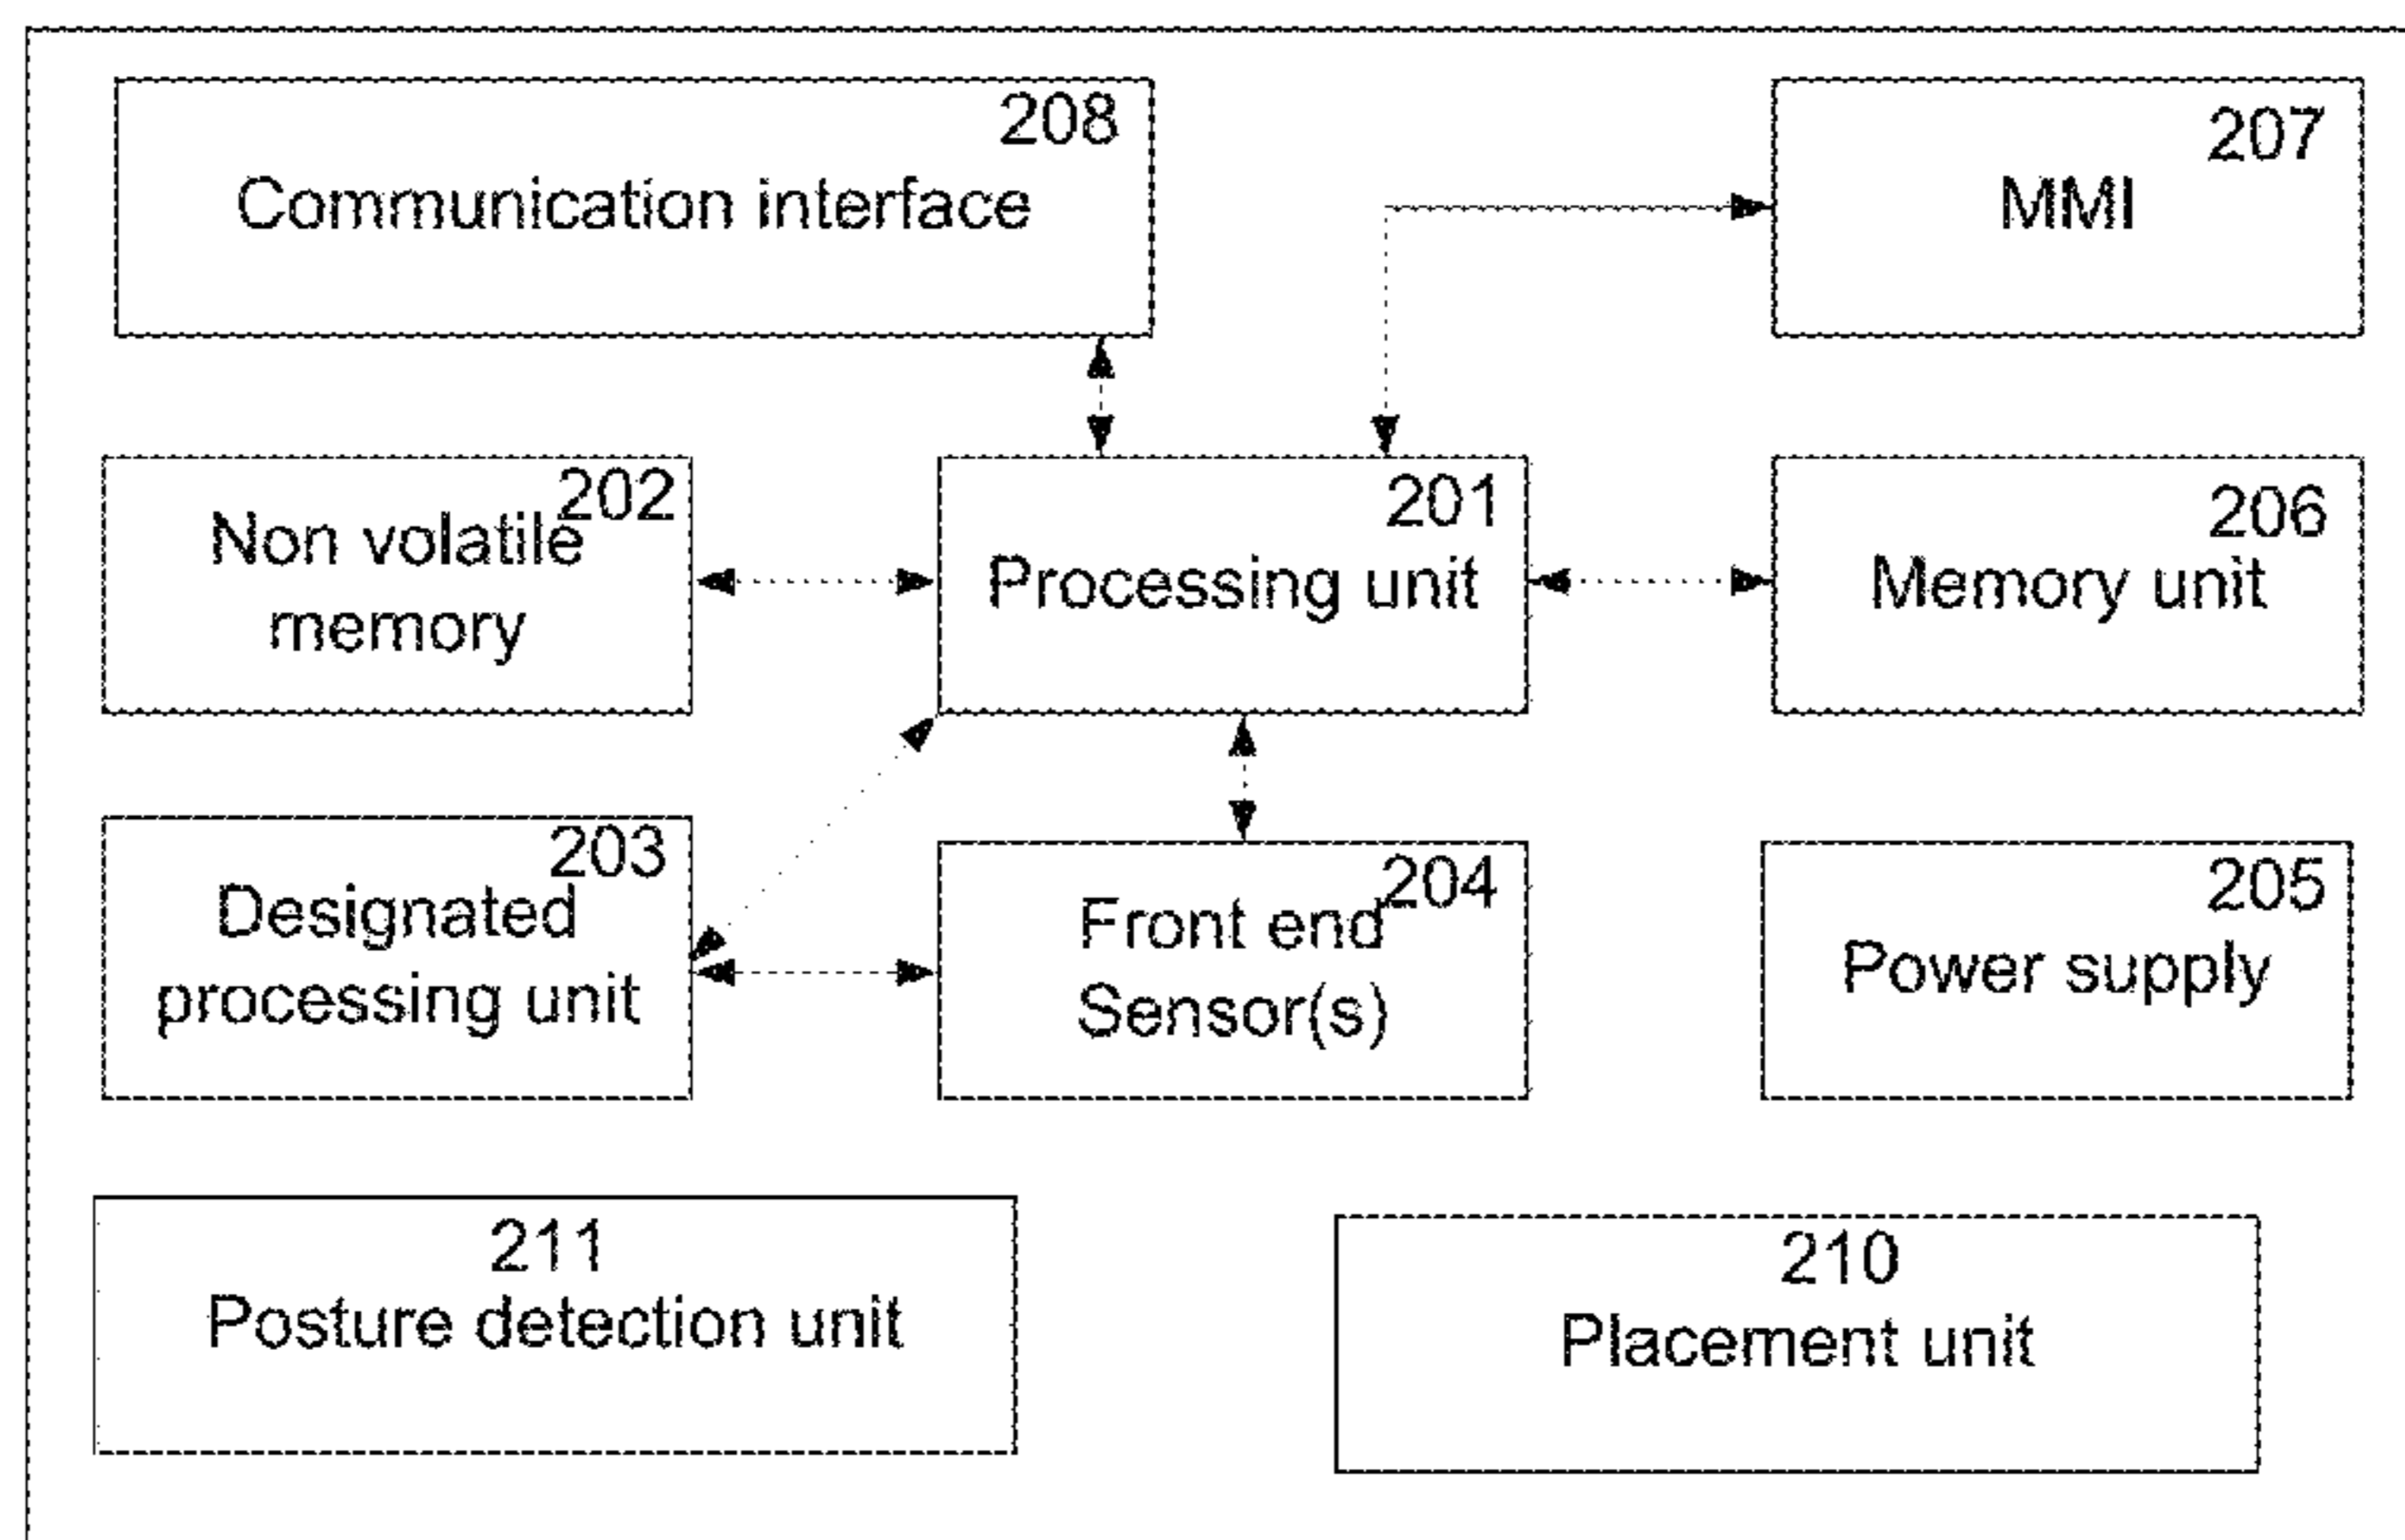 208
Communication interface
207
MMI
202
Non volatile
memory
201
Processing unit
206
Memory unit
203
Designated
processing unit
204
Front end
Sensor(s)
205
Power supply
211
Posture detection unit
210
Placement unit